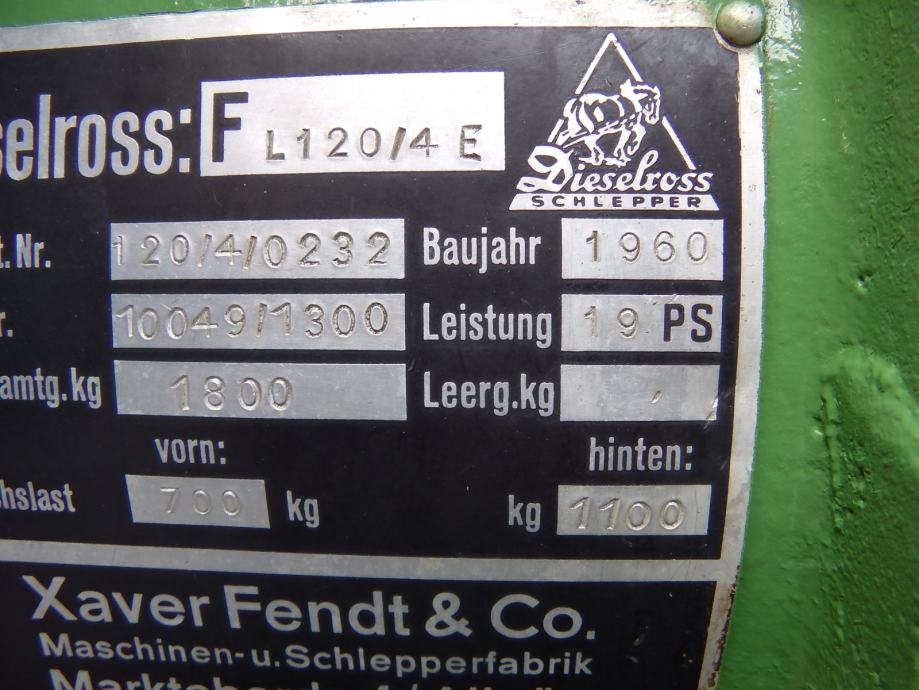 selross: F L120/4 E
Dieselross
SCHLEPPER
t. Nr. 120/4/0232 Baujahr 1960
r. 10049/1300 Leistung 19 PS
amtg.kg 1800 Leerg.kg
vorn: hinten:
chslast 700 kg kg 1100
Xaver Fendt & Co.
Maschinen-u.Schlepperfabrik